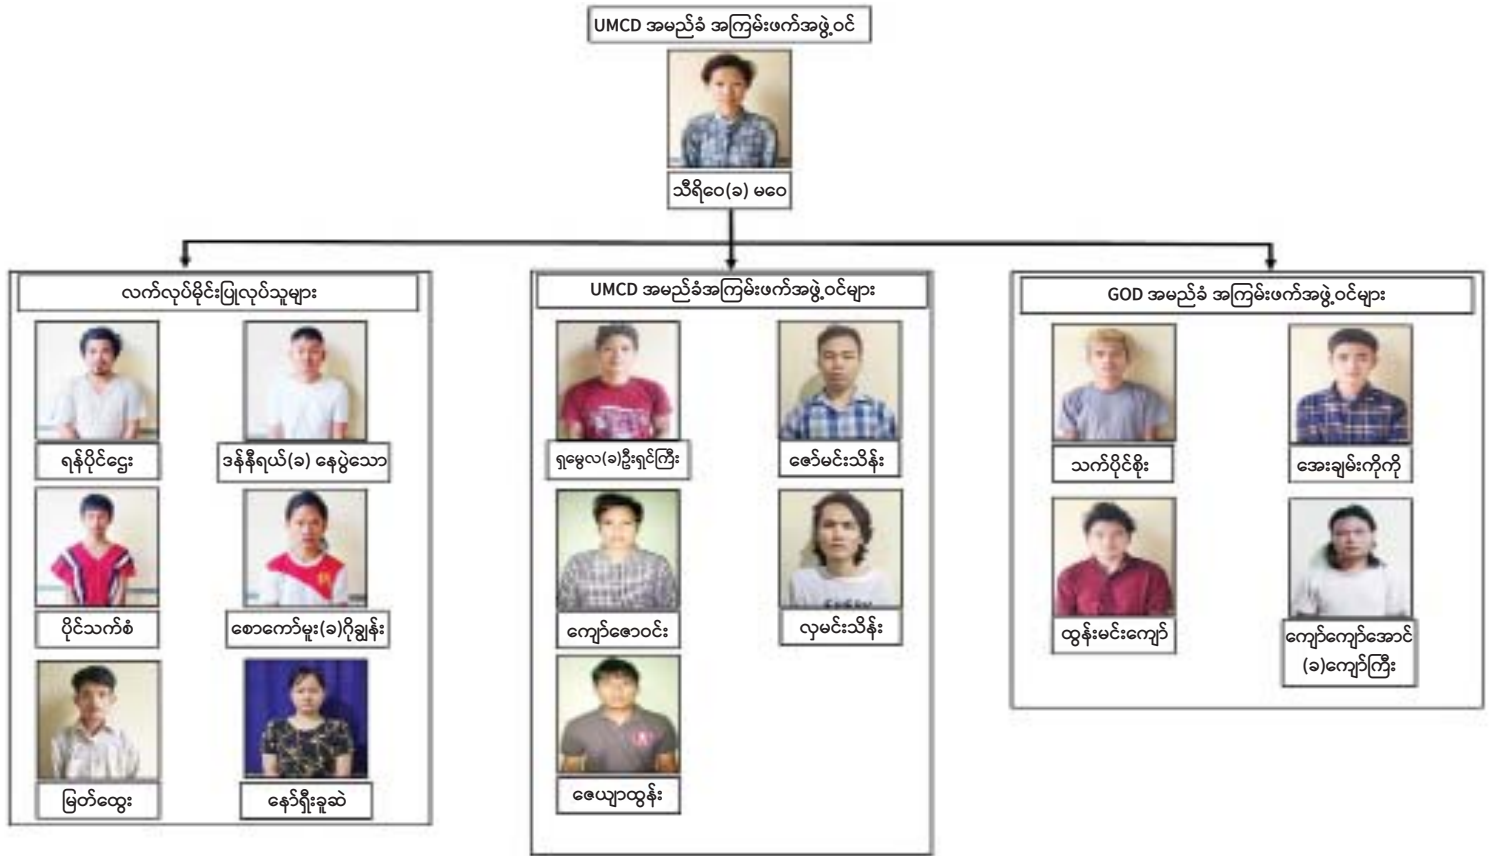 UMCD အမည်ခံ အကြမ်းဖက်အဖွဲ့ဝင်
သီရိဝေ(ခ) မဝေ
လက်လုပ်မိုင်းပြုလုပ်သူများ
ရန်ပိုင်ဌေး
ဒန်နီရယ်(ခ) နေပွဲသော
ပိုင်သက်စံ
စောကော်မူး(ခ)ဂိုချွန်း
မြတ်ထွေး
နော်ရှီးခူဆဲ
UMCD အမည်ခံအကြမ်းဖက်အဖွဲ့ဝင်များ
ရှမွေလ(ခ)ဦးရှင်ကြီး
ဇော်မင်းသိန်း
ကျော်ဇောဝင်း
လှမင်းသိန်း
ဇေယျာထွန်း
GOD အမည်ခံ အကြမ်းဖက်အဖွဲ့ဝင်များ
သက်ပိုင်စိုး
အေးချမ်းကိုကို
ထွန်းမင်းကျော်
ကျော်ကျော်အောင်
(ခ)ကျော်ကြီး